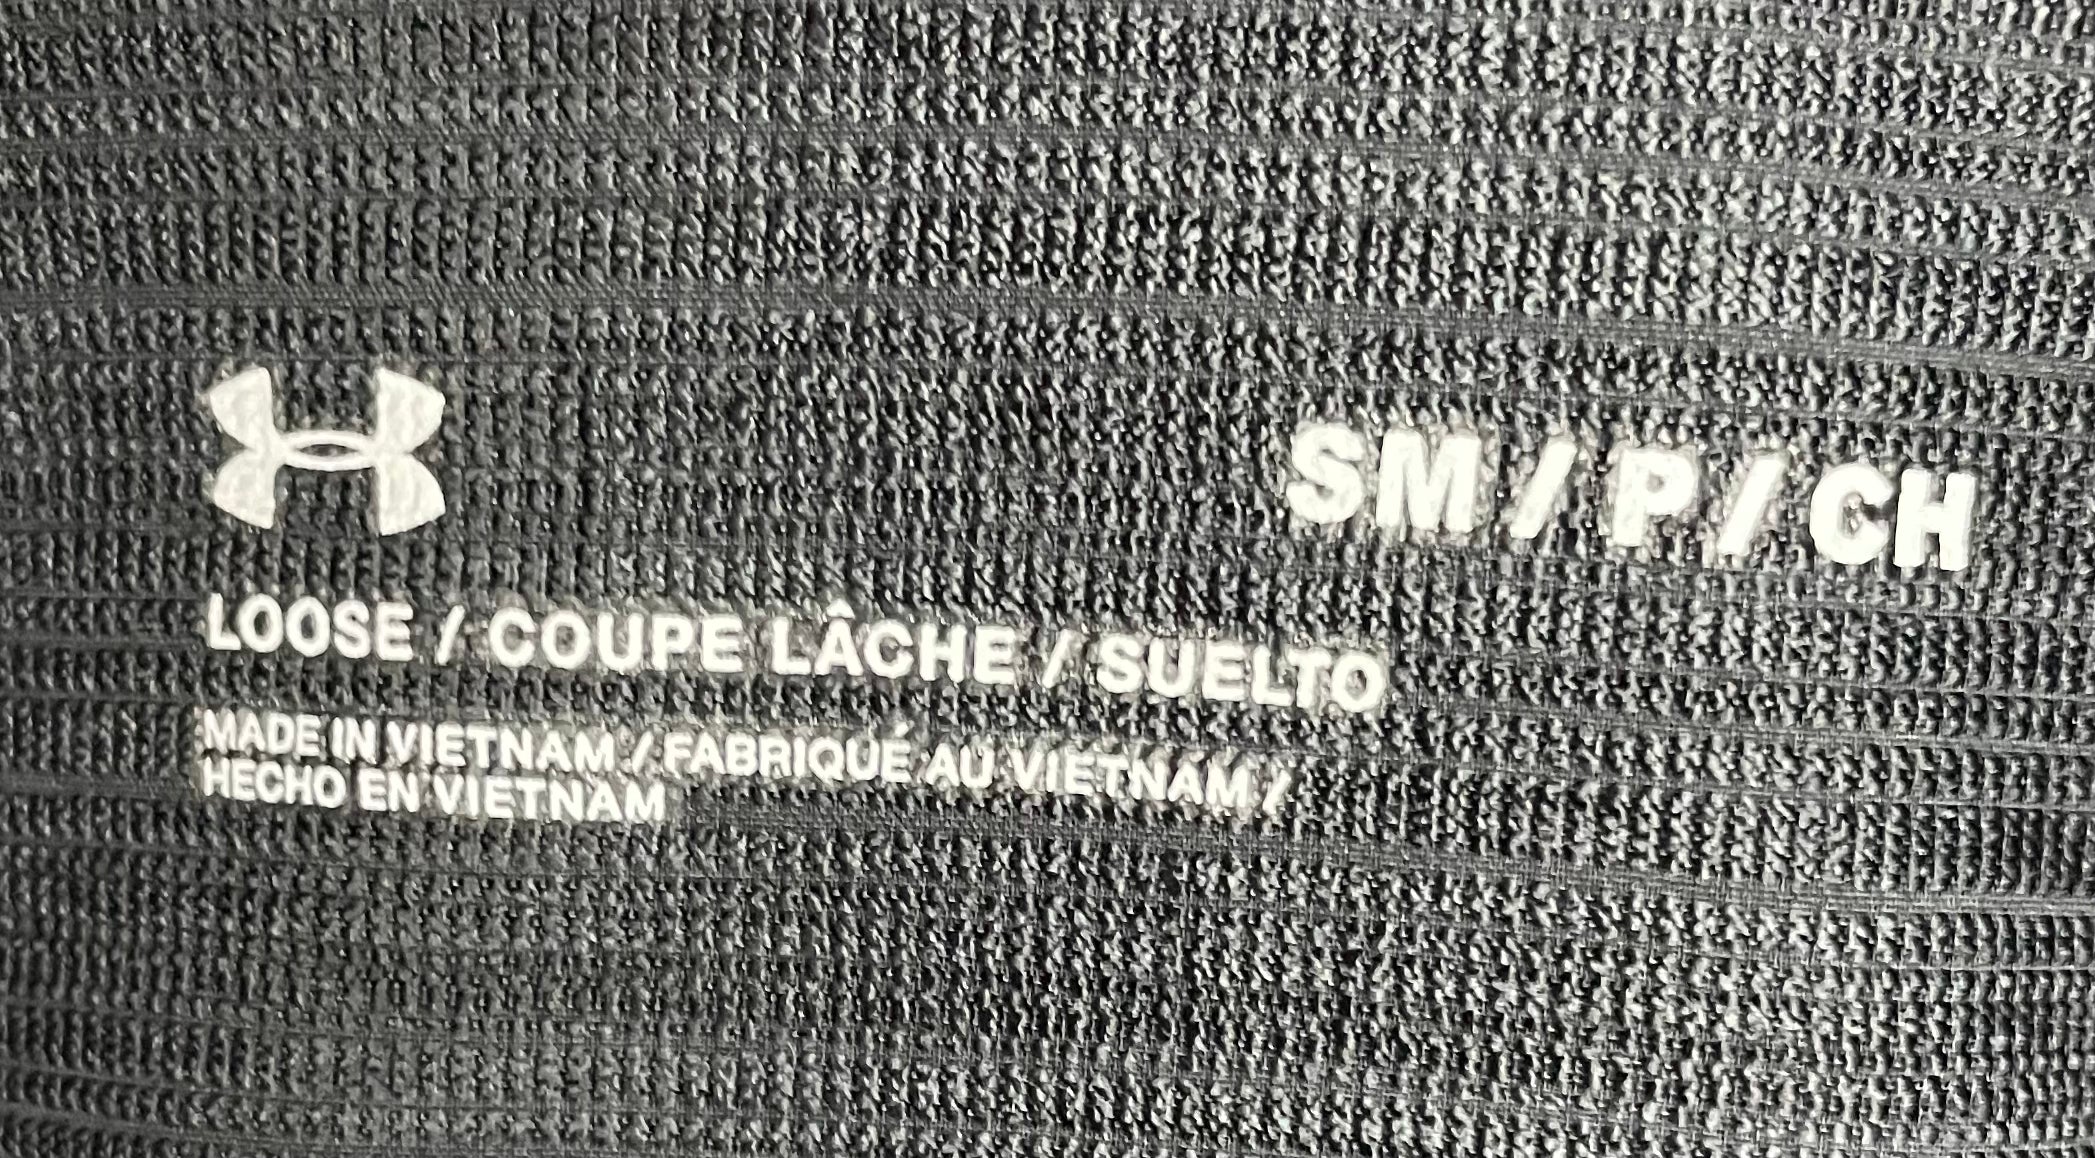 SM / P / CH
LOOSE / COUPE LÂCHE / SUELTO
MADE IN VIETNAM / FABRIQUÉ AU VIETNAM /
HECHO EN VIETNAM